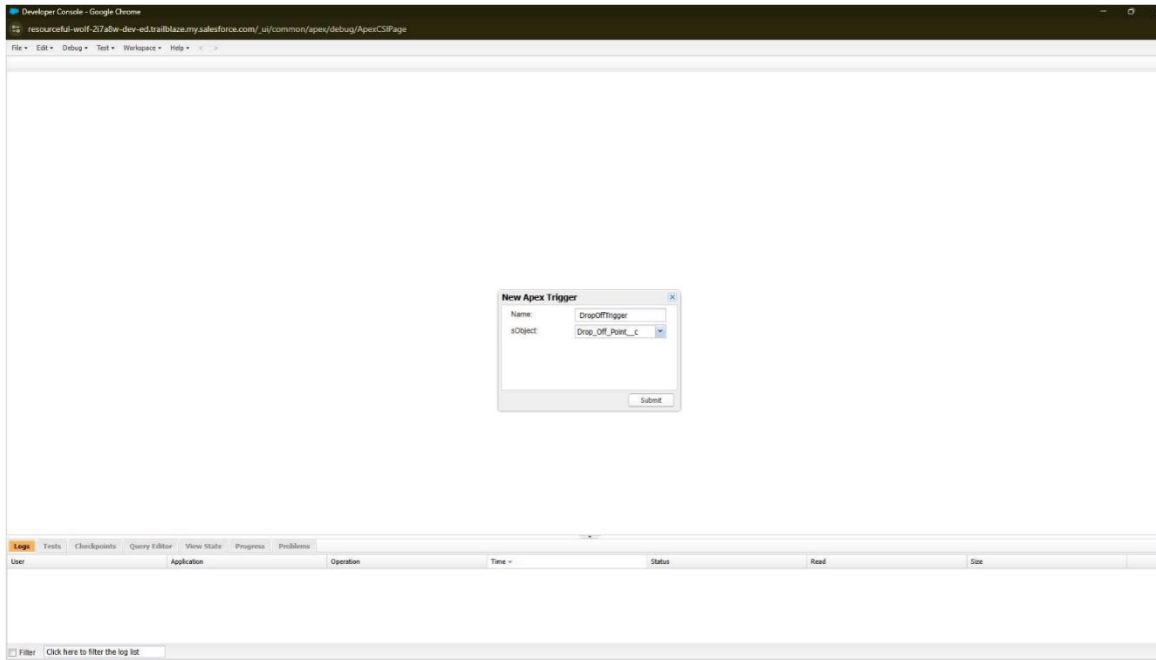 Developer Console - Google Chrome
resourceful-wolf-2i7a8w-dev-ed.trailblaze.my.salesforce.com/_ui/common/apex/debug/ApexCSIPage
File Edit Debug Test Workspace Help < >
New Apex Trigger
Name: DropOffTrigger
sObject: Drop_Off_Point__c
Submit
Logs Tests Checkpoints Query Editor View State Progress Problems
User Application Operation Time Status Read Size
Filter Click here to filter the log list